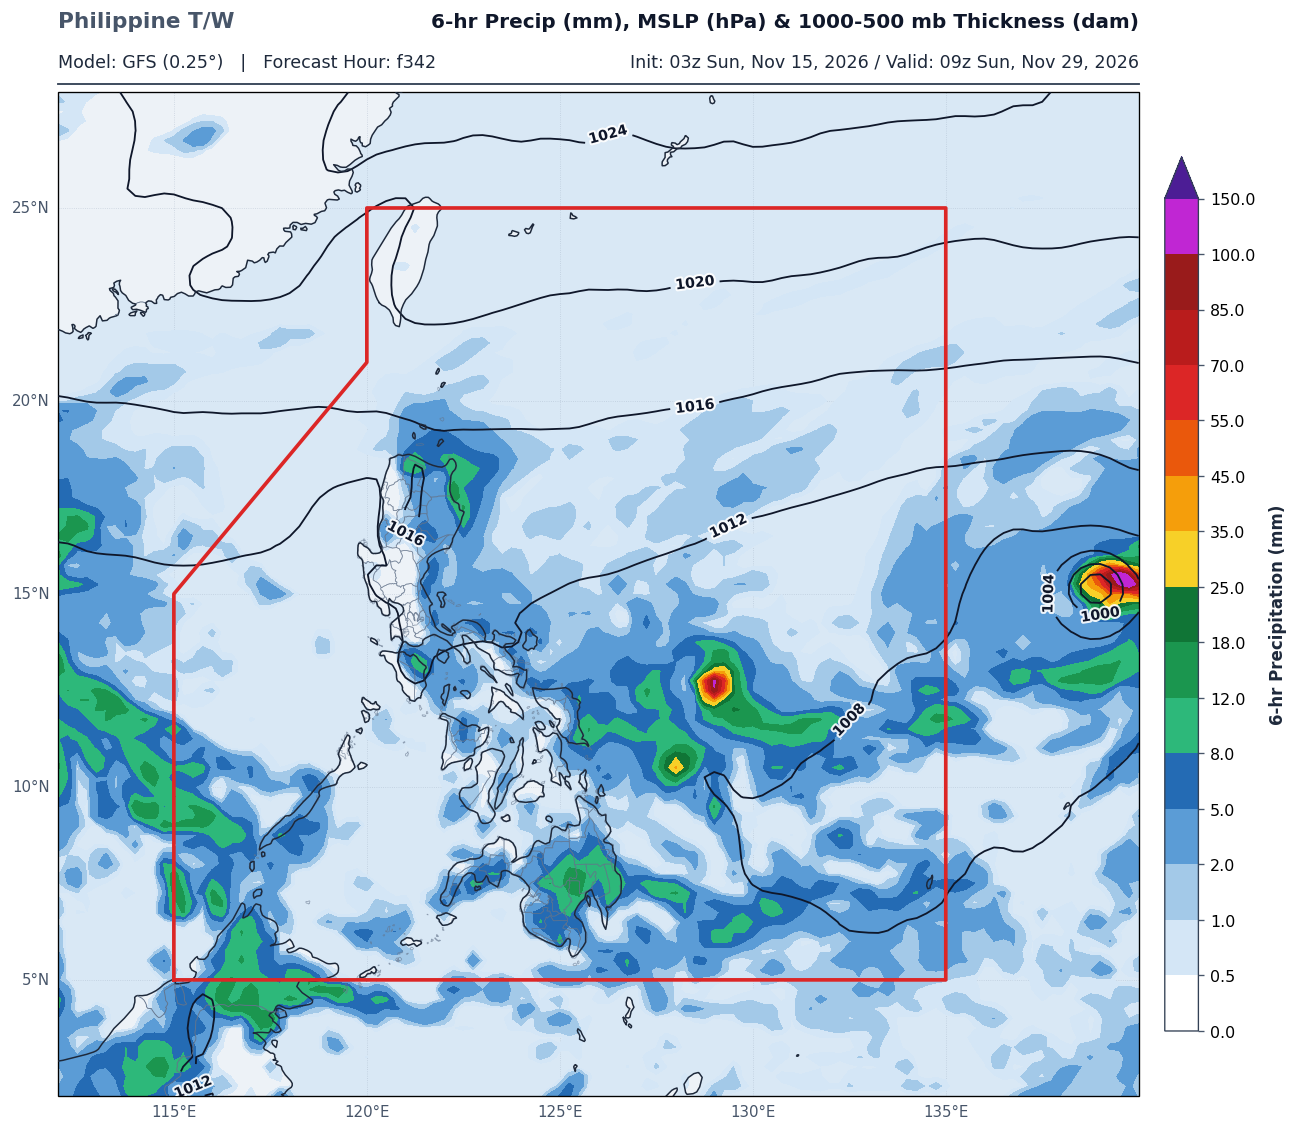 Philippine T/W
6-hr Precip (mm), MSLP (hPa) & 1000-500 mb Thickness (dam)
Model: GFS (0.25°) | Forecast Hour: f342
Init: 03z Sun, Nov 15, 2026 / Valid: 09z Sun, Nov 29, 2026
1024
1020
1016
1016
1012
1008
1004
1000
1012
25°N
20°N
15°N
10°N
5°N
115°E
120°E
125°E
130°E
135°E
150.0
100.0
85.0
70.0
55.0
45.0
35.0
25.0
18.0
12.0
8.0
5.0
2.0
1.0
0.5
0.0
6-hr Precipitation (mm)